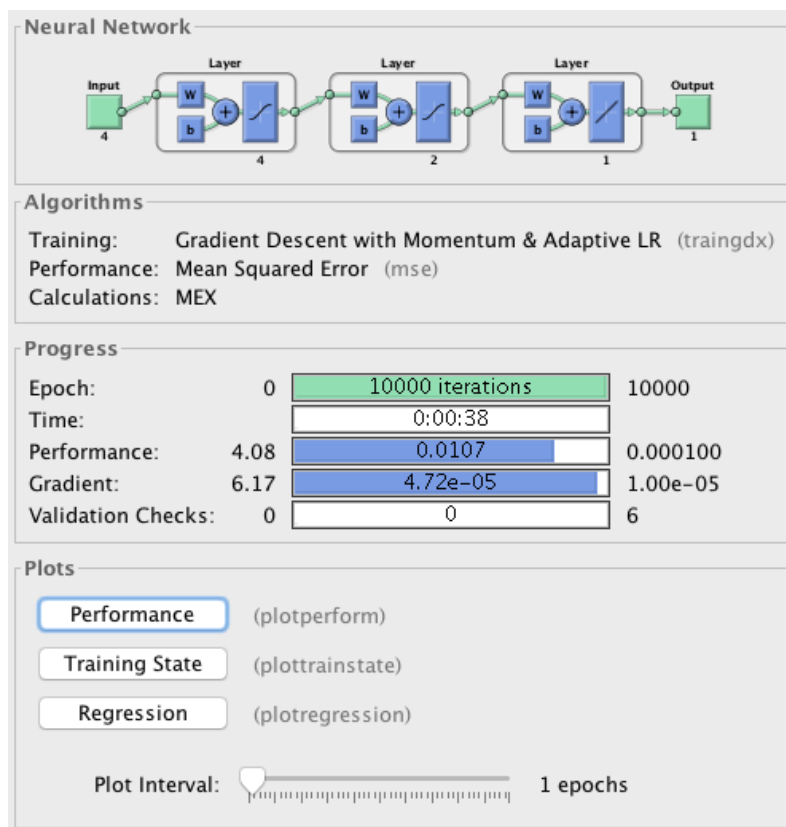 Neural Network
Layer Layer Layer
Input Output
W W W
+ + +
b b b
4 1
4 2 1
Algorithms
Training: Gradient Descent with Momentum & Adaptive LR (traingdx)
Performance: Mean Squared Error (mse)
Calculations: MEX
Progress
Epoch: 0 10000 iterations 10000
Time: 0:00:38
Performance: 4.08 0.0107 0.000100
Gradient: 6.17 4.72e-05 1.00e-05
Validation Checks: 0 0 6
Plots
Performance (plotperform)
Training State (plottrainstate)
Regression (plotregression)
Plot Interval: 1 epochs